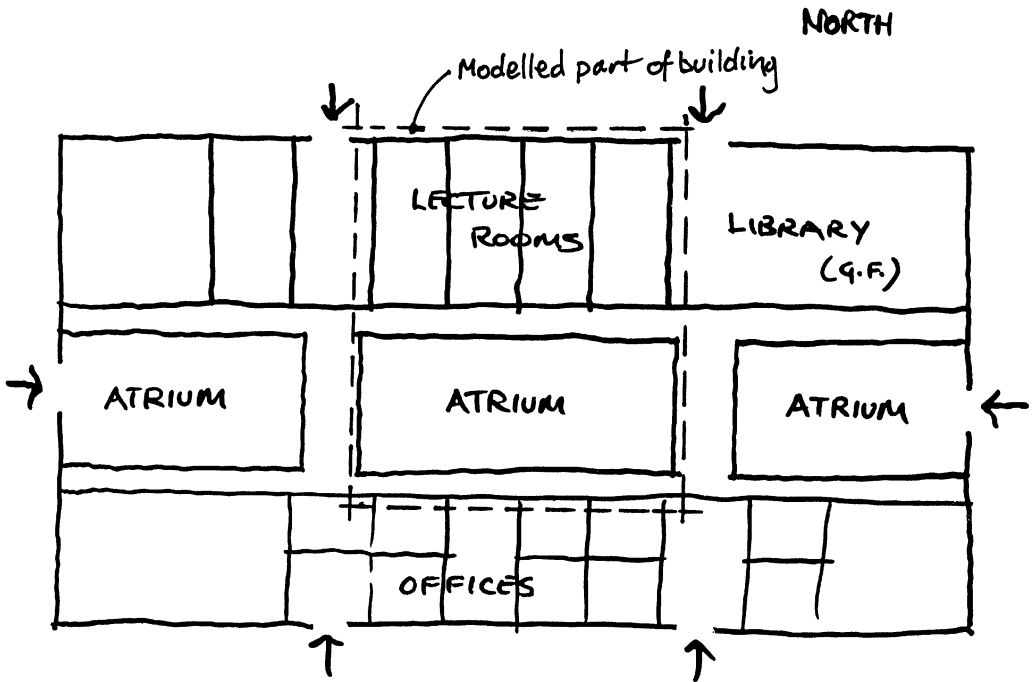 NORTH
Modelled part of building
LECTURE
ROOMS
LIBRARY
(G.F.)
ATRIUM
ATRIUM
ATRIUM
OFFICES